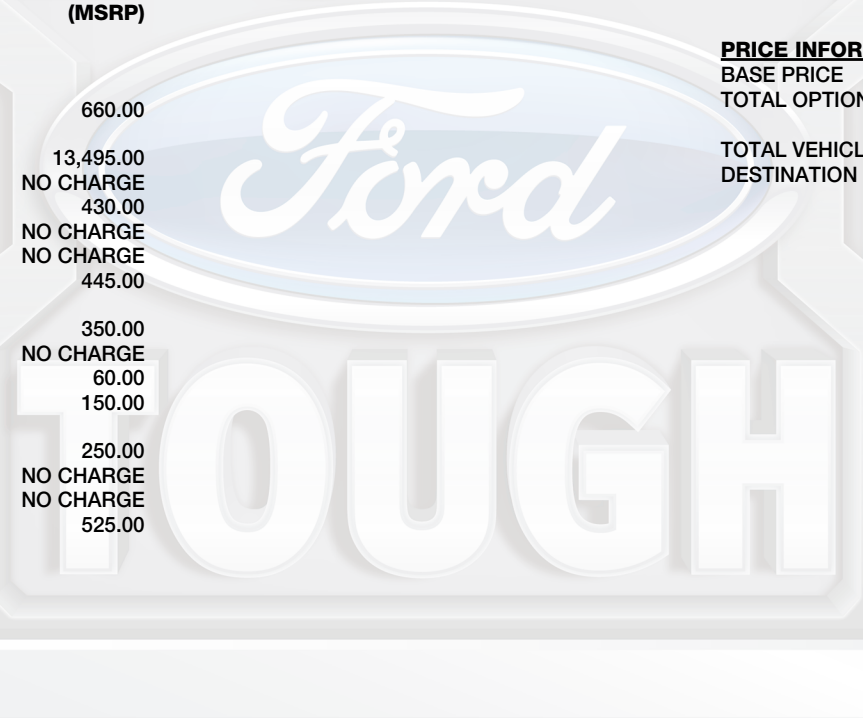 (MSRP)
660.00
13,495.00
NO CHARGE
430.00
NO CHARGE
NO CHARGE
445.00
350.00
NO CHARGE
60.00
150.00
250.00
NO CHARGE
NO CHARGE
525.00
PRICE INFOR
BASE PRICE
TOTAL OPTION
TOTAL VEHICL
DESTINATION
Ford
TOUGH